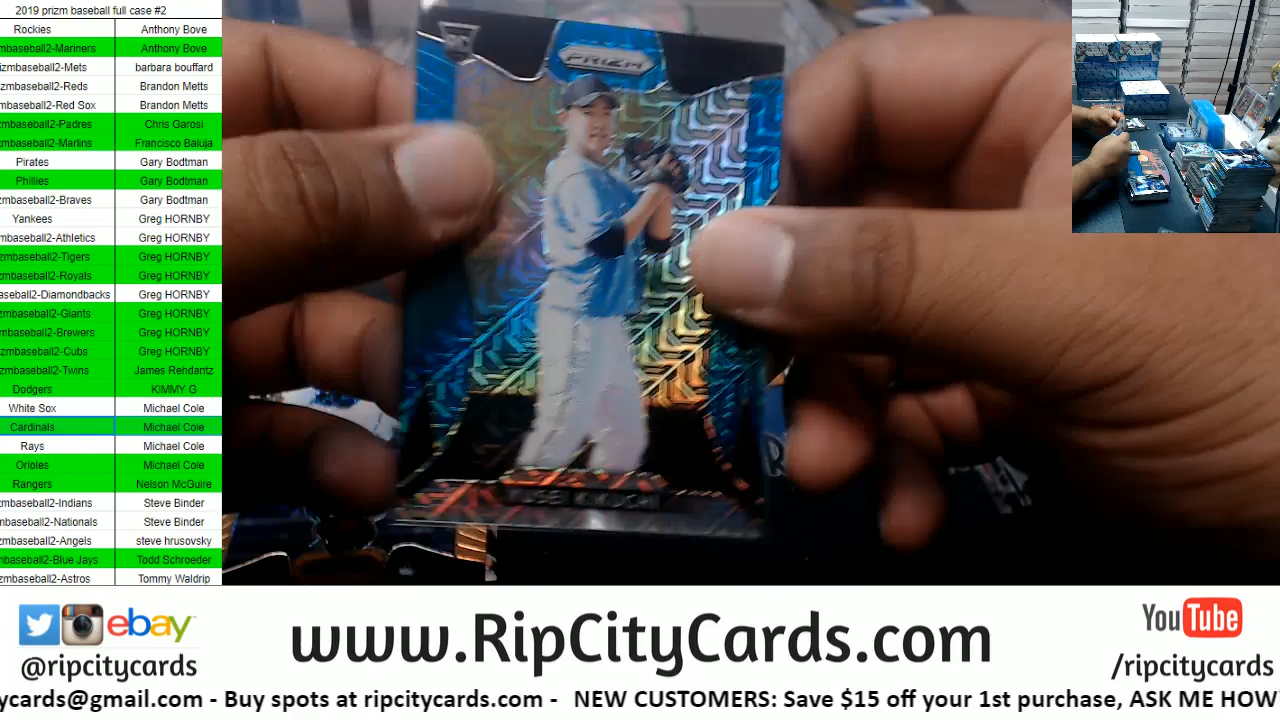 2019 prizm baseball full case #2
Rockies Anthony Bove
mbaseball2-Mariners Anthony Bove
izmbaseball2-Mets barbara bouffard
zmbaseball2-Reds Brandon Metts
mbaseball2-Red Sox Brandon Metts
zmbaseball2-Padres Chris Garosi
mbaseball2-Marlins Francisco Baluja
Pirates Gary Bodtman
Phillies Gary Bodtman
zmbaseball2-Braves Gary Bodtman
Yankees Greg HORNBY
mbaseball2-Athletics Greg HORNBY
zmbaseball2-Tigers Greg HORNBY
mbaseball2-Royals Greg HORNBY
aseball2-Diamondbacks Greg HORNBY
zmbaseball2-Giants Greg HORNBY
mbaseball2-Brewers Greg HORNBY
zmbaseball2-Cubs Greg HORNBY
zmbaseball2-Twins James Rehdantz
Dodgers KIMMY G
White Sox Michael Cole
Cardinals Michael Cole
Rays Michael Cole
Orioles Michael Cole
Rangers Nelson McGuire
mbaseball2-Indians Steve Binder
baseball2-Nationals Steve Binder
zmbaseball2-Angels steve hrusovsky
mbaseball2-Blue Jays Todd Schroeder
zmbaseball2-Astros Tommy Waldrip
PRIZM
ebay
@ripcitycards
www.RipCityCards.com
YouTube
/ripcitycards
ycards@gmail.com - Buy spots at ripcitycards.com - NEW CUSTOMERS: Save $15 off your 1st purchase, ASK ME HOW